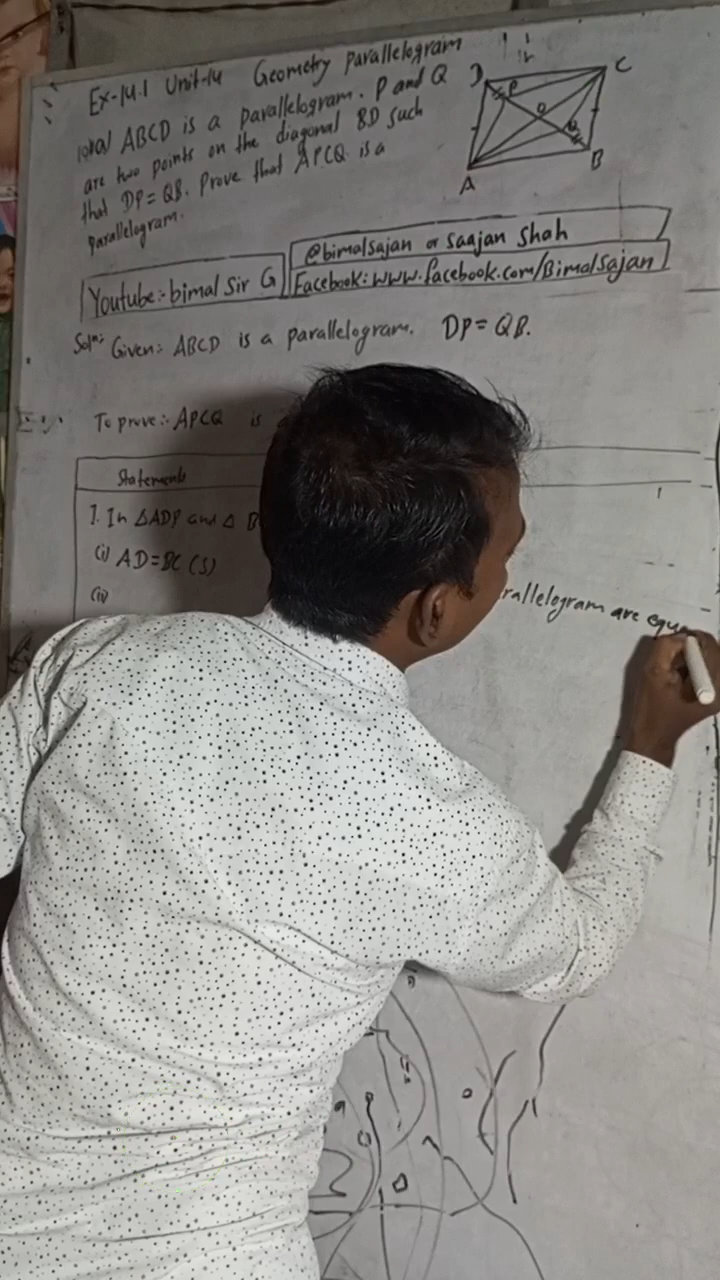 Ex-14.1 Unit-14 Geometry parallelogram
10(a) ABCD is a parallelogram. P and Q
are two points on the diagonal BD such
that DP = QB. Prove that APCQ is a
parallelogram.
D P C
O
Q
A B
@bimalsajan or Saajan Shah
Youtube:- bimal Sir G
Facebook: www.facebook.com/Bimalsajan
Solⁿ: Given: ABCD is a parallelogram. DP = QB.
To prove:- APCQ is
Statements
1. In ΔADP and Δ B
(i) AD = BC (S)
rallelogram are equ
(ii)